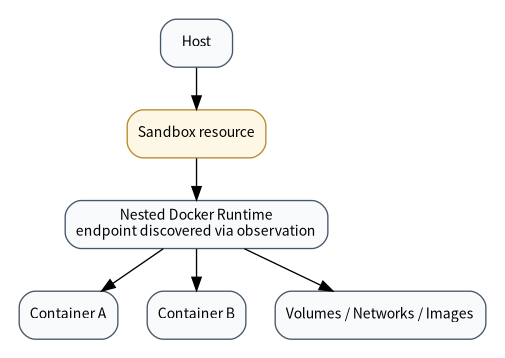 Host
Sandbox resource
Nested Docker Runtime
endpoint discovered via observation
Container A
Container B
Volumes / Networks / Images